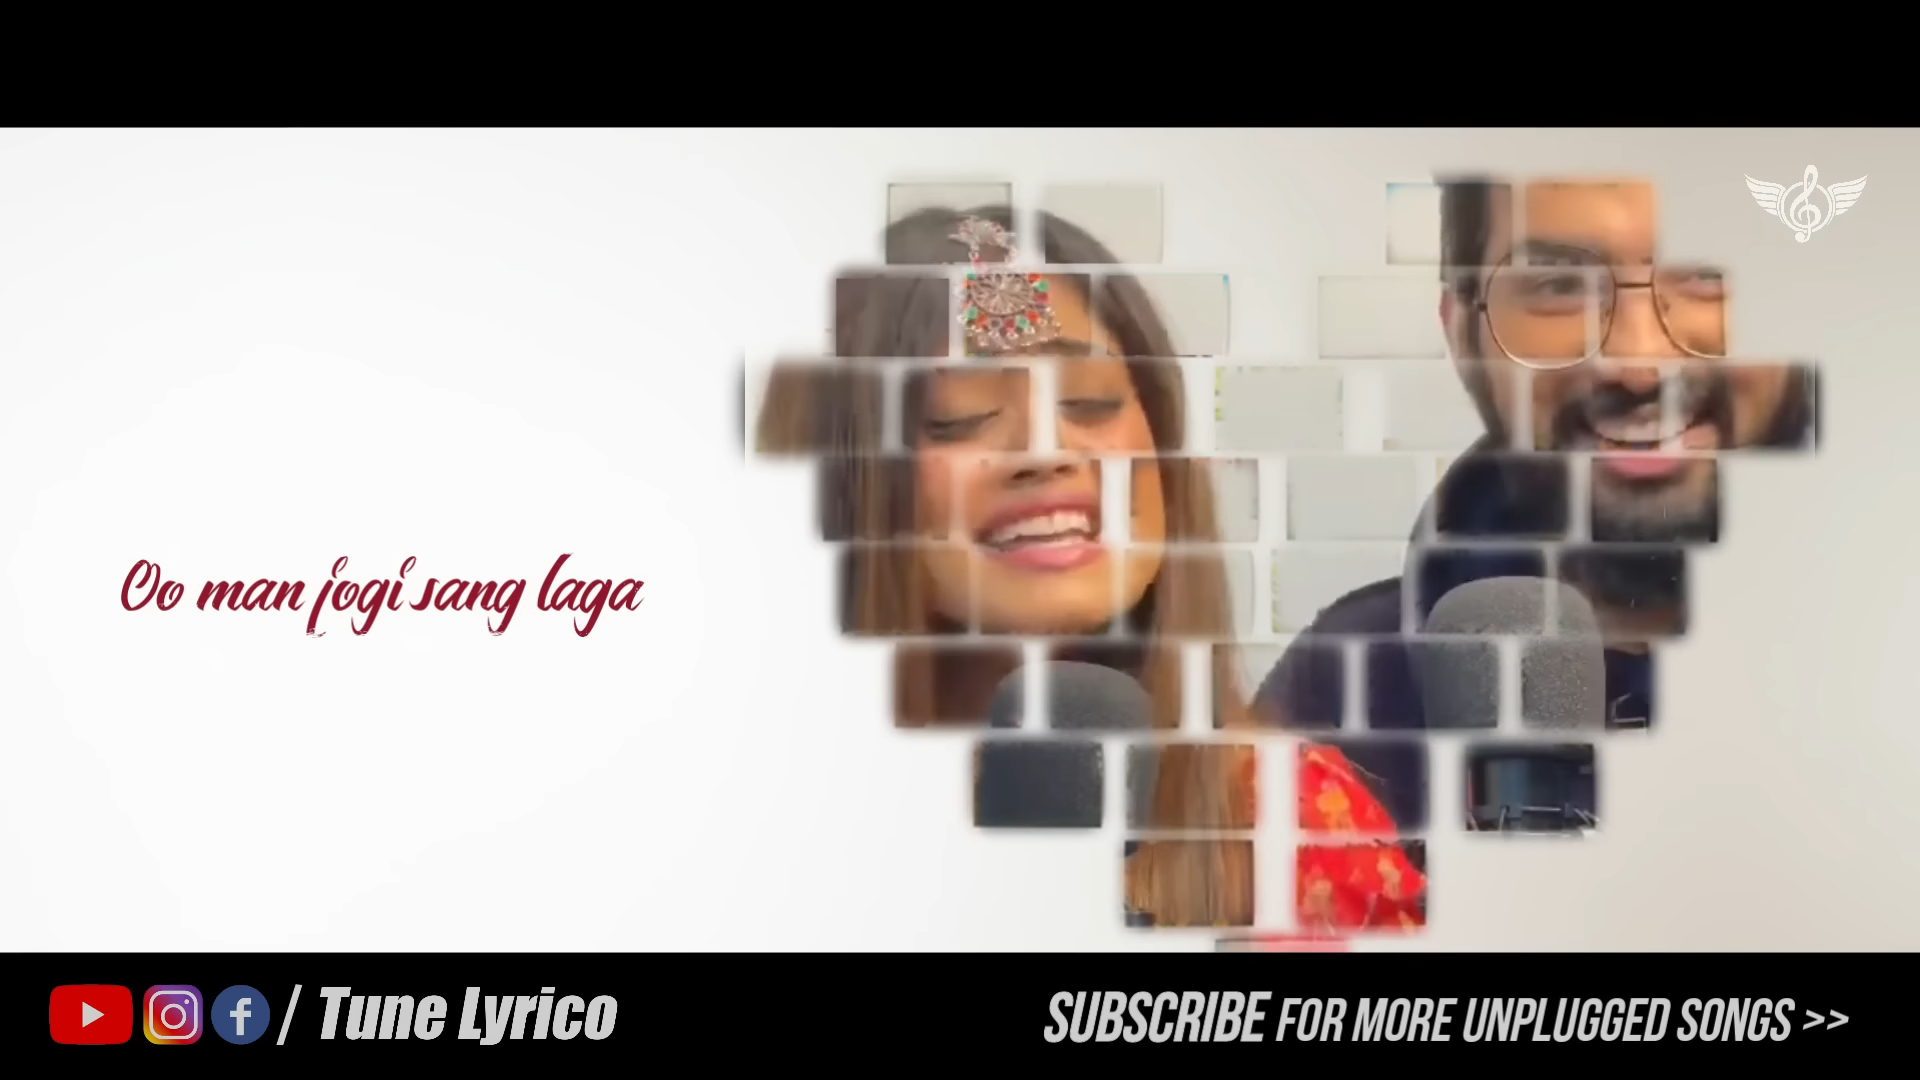 Oo man jogi sang laga
/ Tune Lyrico
SUBSCRIBE FOR MORE UNPLUGGED SONGS >>